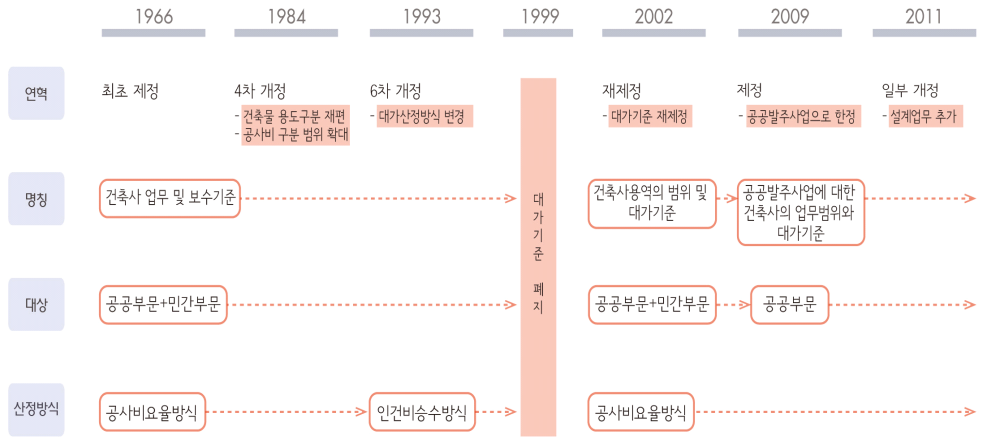 1966 1984 1993 1999 2002 2009 2011
연혁
최초 제정
4차 개정
- 건축물 용도구분 재편
- 공사비 구분 범위 확대
6차 개정
- 대가산정방식 변경
대가기준 폐지
재제정
- 대가기준 재제정
제정
- 공공발주사업으로 한정
일부 개정
- 설계업무 추가
명칭
건축사 업무 및 보수기준
건축사용역의 범위 및
대가기준
공공발주사업에 대한
건축사의 업무범위와
대가기준
대상
공공부문+민간부문
공공부문+민간부문
공공부문
산정방식
공사비요율방식
인건비승수방식
공사비요율방식